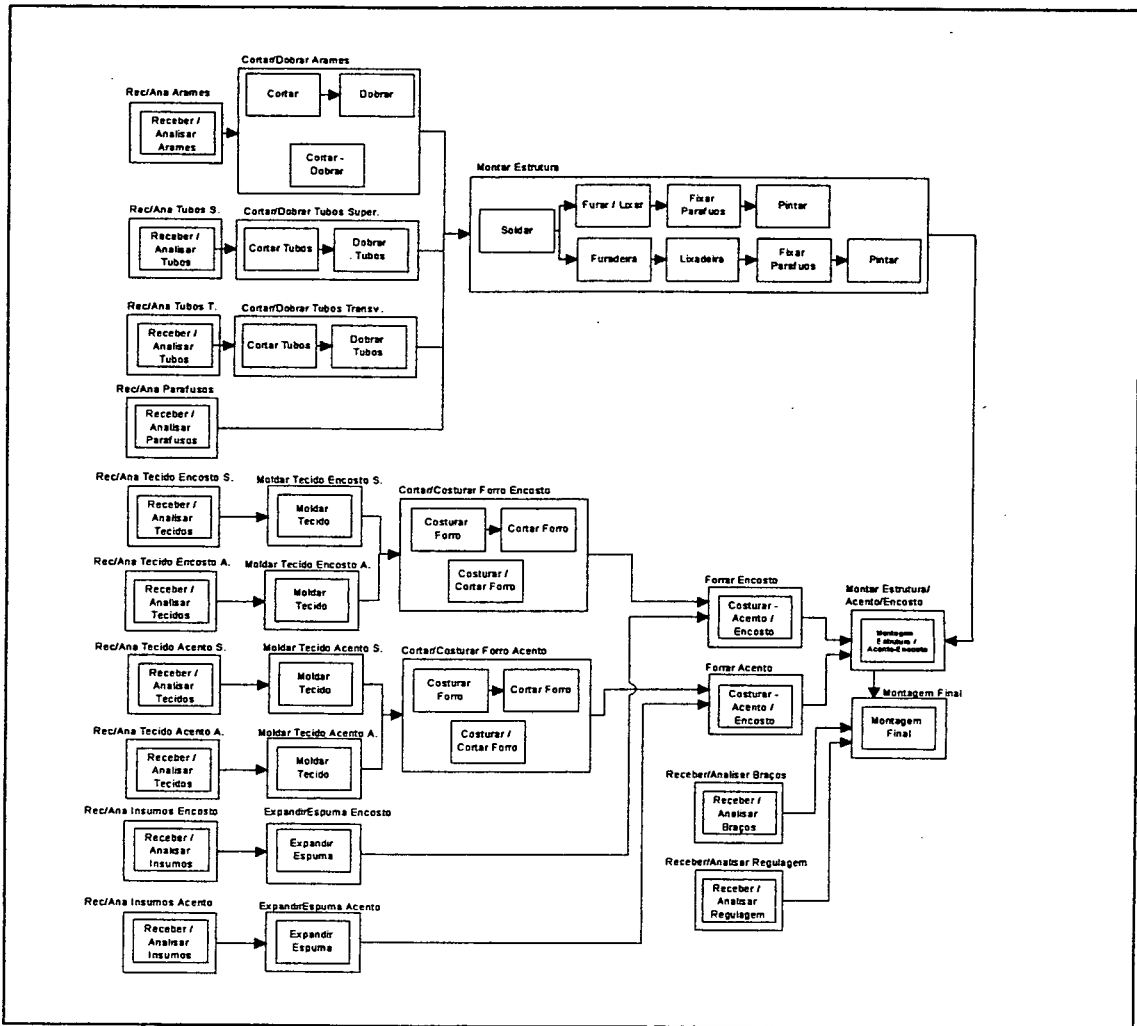 Cortar/Dobrar Arames
Cortar
Dobrar
Cortar -
Dobrar
Rec/Ana Arames
Receber /
Analisar
Arames
Montar Estrutura
Soldar
Furar / Lixar
Fixar
Parafuos
Pintar
Furadeira
Lixadeira
Fixar
Parafuos
Pintar
Rec/Ana Tubos S.
Receber /
Analisar
Tubos
Cortar/Dobrar Tubos Super.
Cortar Tubos
Dobrar
Tubos
Rec/Ana Tubos T.
Receber /
Analisar
Tubos
Cortar/Dobrar Tubos Transv.
Cortar Tubos
Dobrar
Tubos
Rec/Ana Parafusos
Receber /
Analisar
Parafusos
Rec/Ana Tecido Encosto S.
Receber /
Analisar
Tecidos
Moldar Tecido Encosto S.
Moldar
Tecido
Cortar/Costurar Forro Encosto
Costurar
Forro
Cortar Forro
Costurar /
Cortar Forro
Rec/Ana Tecido Encosto A.
Receber /
Analisar
Tecidos
Moldar Tecido Encosto A.
Moldar
Tecido
Forrar Encosto
Costurar -
Acento /
Encosto
Montar Estrutura/
Acento/Encosto
Montagem
Estrutura /
Acento-Encosto
Rec/Ana Tecido Acento S.
Receber /
Analisar
Tecidos
Moldar Tecido Acento S.
Moldar
Tecido
Cortar/Costurar Forro Acento
Costurar
Forro
Cortar Forro
Costurar /
Cortar Forro
Forrar Acento
Costurar -
Acento /
Encosto
Montagem Final
Montagem
Final
Rec/Ana Tecido Acento A.
Receber /
Analisar
Tecidos
Moldar Tecido Acento A.
Moldar
Tecido
Receber/Analisar Braços
Receber /
Analisar
Braços
Rec/Ana Insumos Encosto
Receber /
Analisar
Insumos
Expandir Espuma Encosto
Expandir
Espuma
Receber/Analisar Regulagem
Receber /
Analisar
Regulagem
Rec/Ana Insumos Acento
Receber /
Analisar
Insumos
Expandir Espuma Acento
Expandir
Espuma